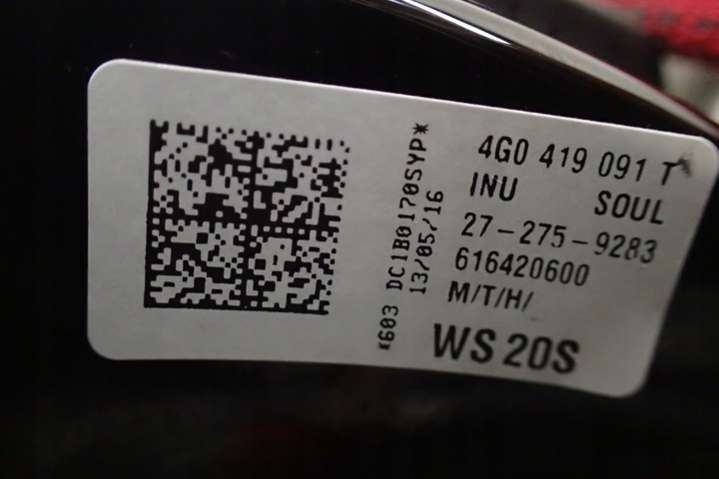 *603 DC1B0170SYP*
13/05/16
4G0 419 091 T
INU SOUL
27-275-9283
616420600
M/T/H/
WS 20S